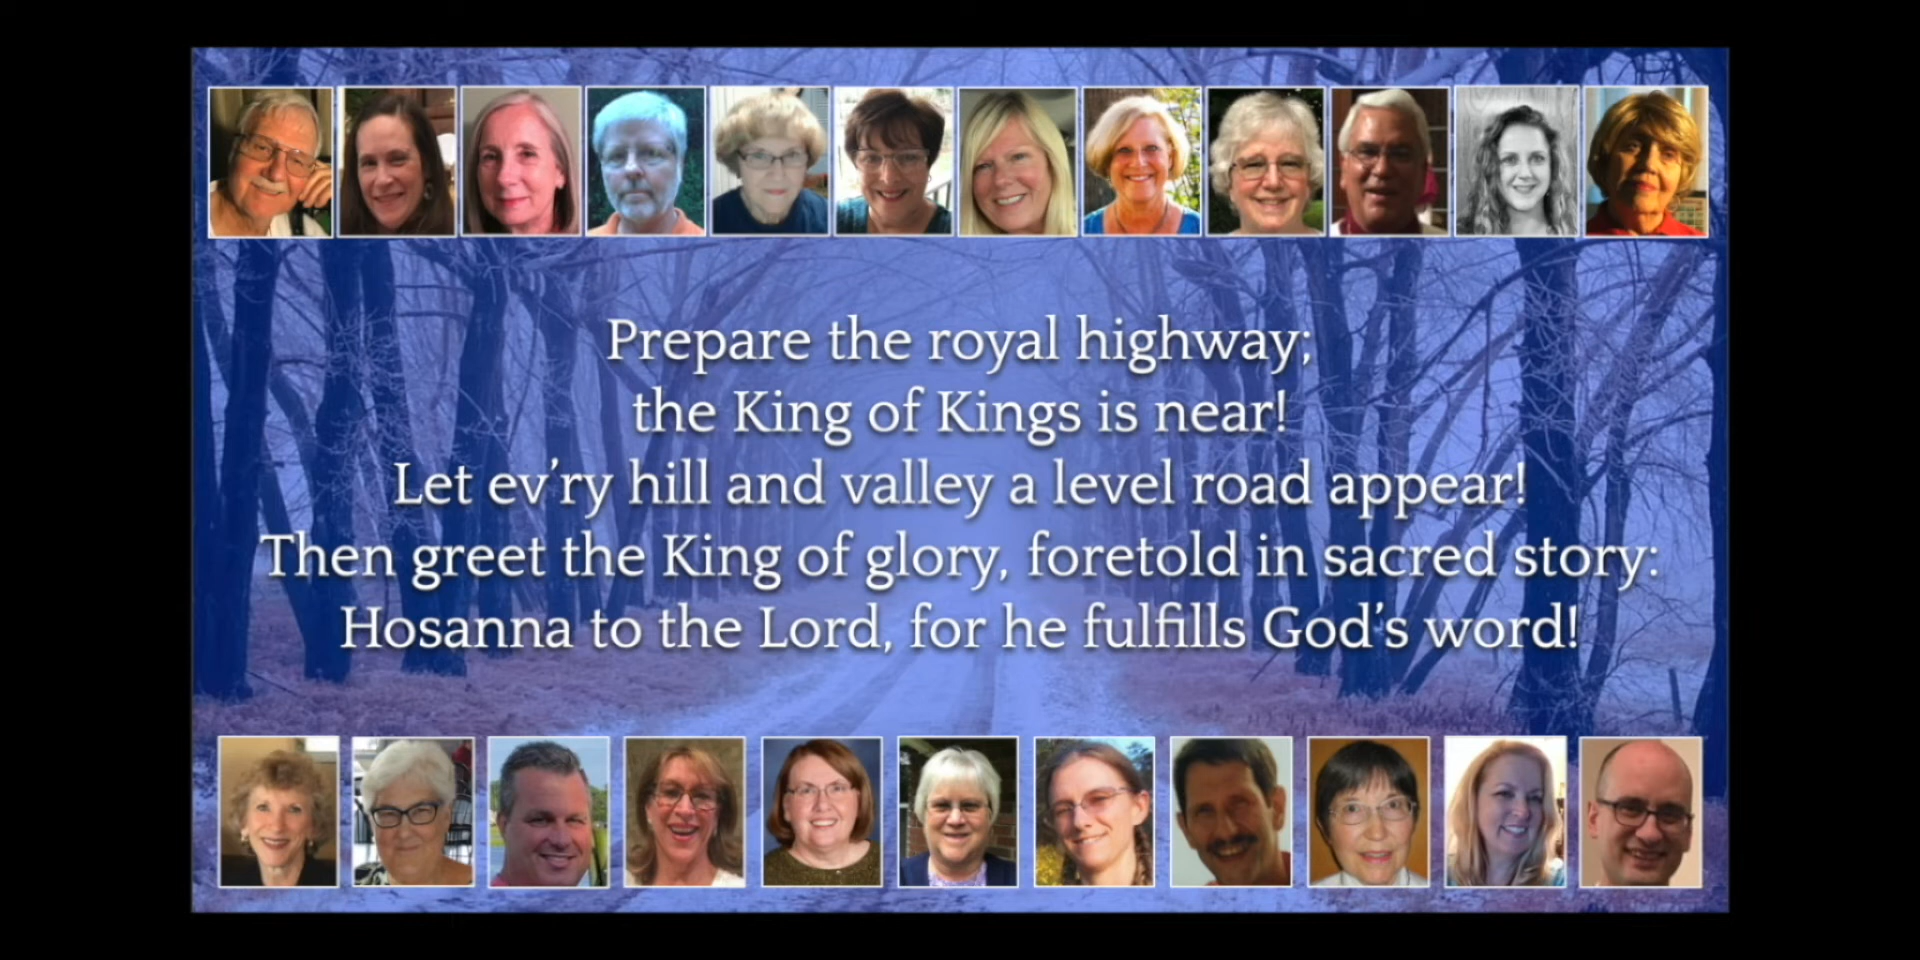 Prepare the royal highway;
the King of Kings is near!
Let ev’ry hill and valley a level road appear!
Then greet the King of glory, foretold in sacred story:
Hosanna to the Lord, for he fulfills God’s word!